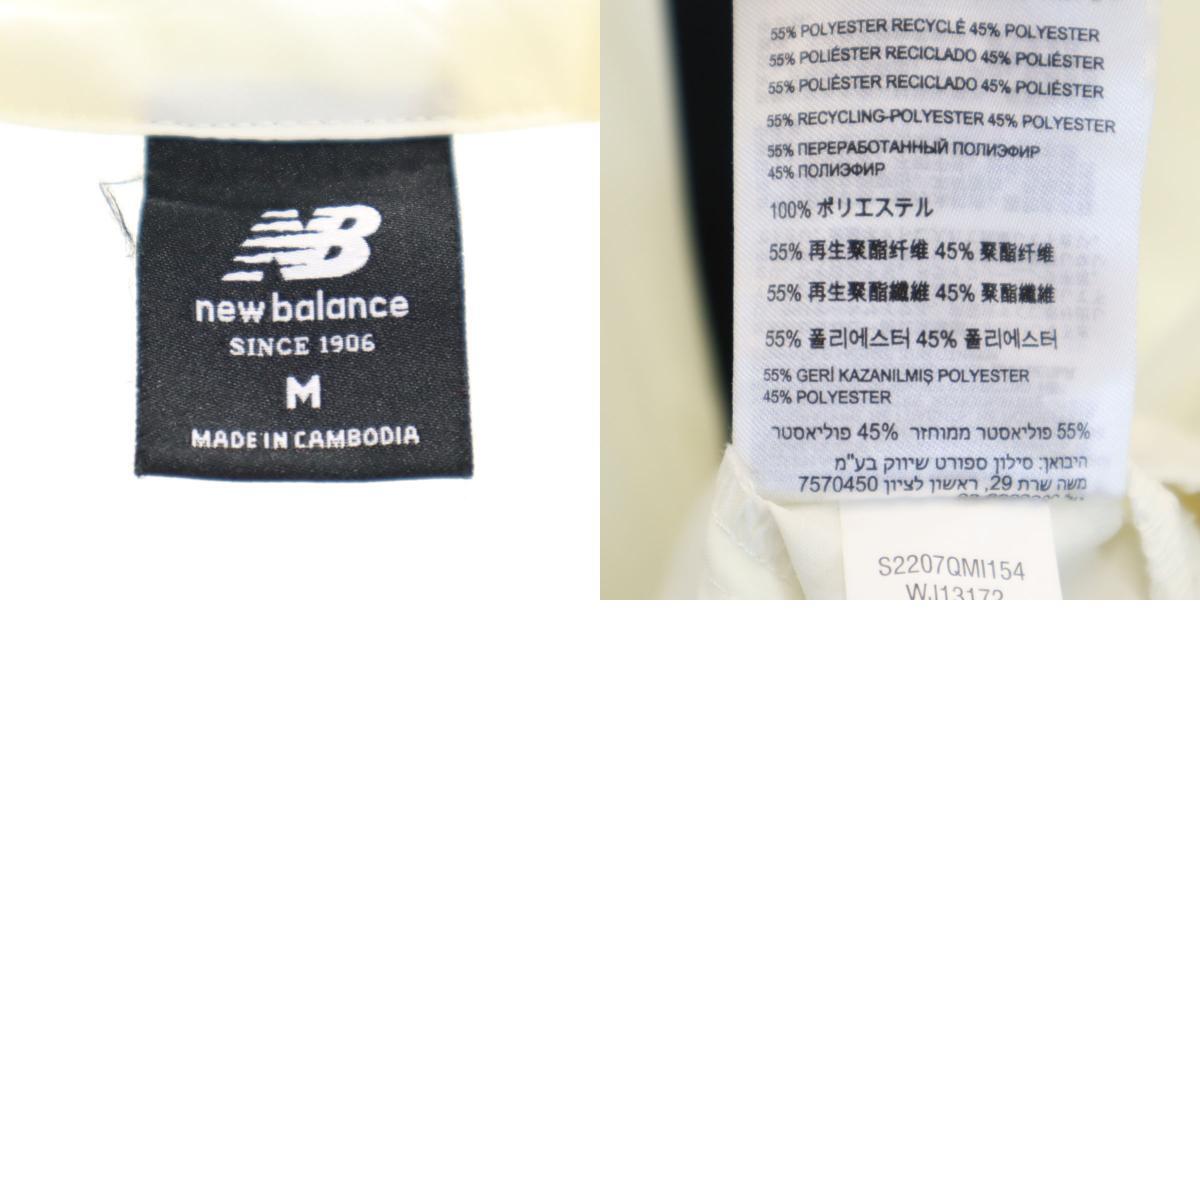 NB
new balance
SINCE 1906
M
MADE IN CAMBODIA
55% POLYESTER RECYCLÉ 45% POLYESTER
55% POLIÉSTER RECICLADO 45% POLIÉSTER
55% POLIÉSTER RECICLADO 45% POLIÉSTER
55% RECYCLING-POLYESTER 45% POLYESTER
55% ПЕРЕРАБОТАННЫЙ ПОЛИЭФИР
45% ПОЛИЭФИР
100% ポリエステル
55% 再生聚酯纤维 45% 聚酯纤维
55% 再生聚酯纖維 45% 聚酯纖維
55% 폴리에스터 45% 폴리에스터
55% GERİ KAZANILMIŞ POLYESTER
45% POLYESTER
55% פוליאסטר ממוחזר 45% פוליאסטר
היבואן: סילון ספורט שיווק בע"מ
משה שרת 29, ראשון לציון 7570450
S2207QMI154
WJ13172